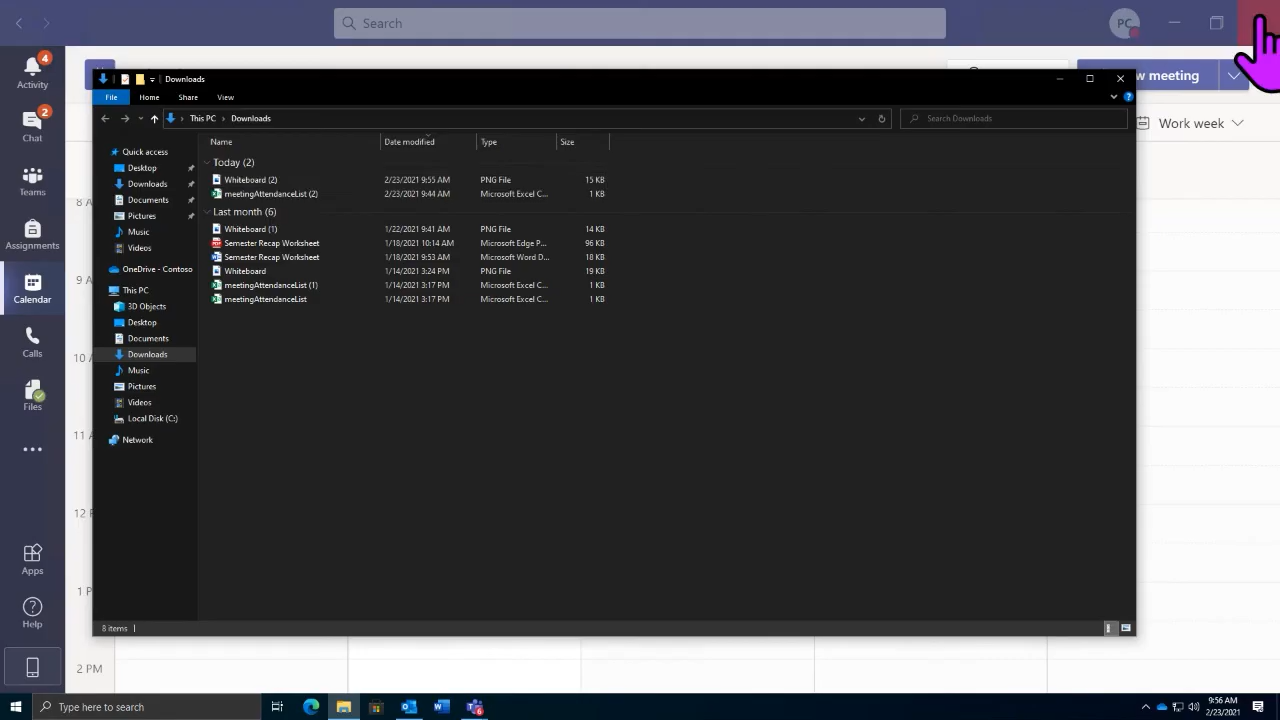 Search
PC
4
Activity
2
Chat
Teams
Assignments
Calendar
Calls
Files
Apps
Help
w meeting
Work week
8 A
9 A
10 A
11 A
12 P
1 P
2 PM
Downloads
File Home Share View
This PC Downloads
Search Downloads
Quick access
Desktop
Downloads
Documents
Pictures
Music
Videos
OneDrive - Contoso
This PC
3D Objects
Desktop
Documents
Downloads
Music
Pictures
Videos
Local Disk (C:)
Network
Name Date modified Type Size
Today (2)
Whiteboard (2) 2/23/2021 9:55 AM PNG File 15 KB
meetingAttendanceList (2) 2/23/2021 9:44 AM Microsoft Excel C... 1 KB
Last month (6)
Whiteboard (1) 1/22/2021 9:41 AM PNG File 14 KB
Semester Recap Worksheet 1/18/2021 10:14 AM Microsoft Edge P... 96 KB
Semester Recap Worksheet 1/18/2021 9:53 AM Microsoft Word D... 18 KB
Whiteboard 1/14/2021 3:24 PM PNG File 19 KB
meetingAttendanceList (1) 1/14/2021 3:17 PM Microsoft Excel C... 1 KB
meetingAttendanceList 1/14/2021 3:17 PM Microsoft Excel C... 1 KB
8 items
Type here to search
9:56 AM
2/23/2021